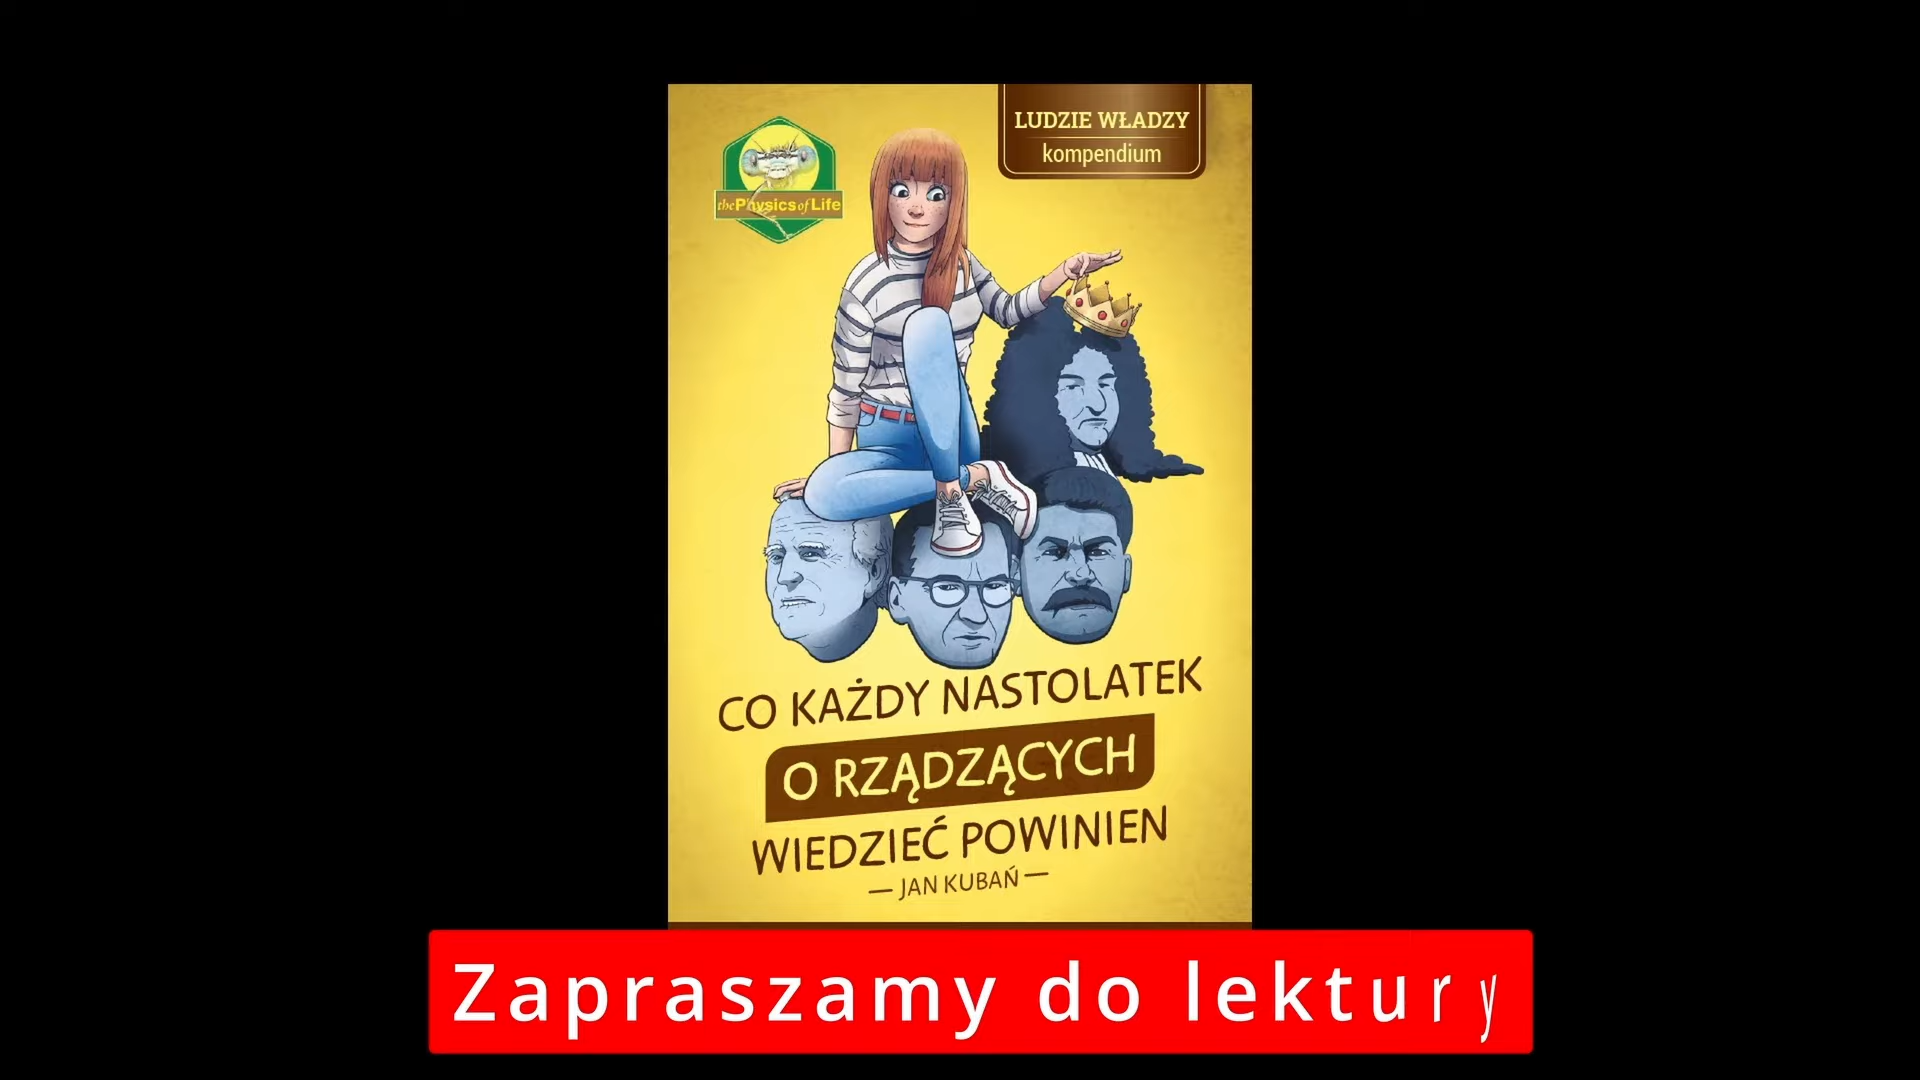 LUDZIE WŁADZY
kompendium
the Physics of Life
CO KAŻDY NASTOLATEK
O RZĄDZĄCYCH
WIEDZIEĆ POWINIEN
— JAN KUBAŃ —
Zapraszamy do lektury